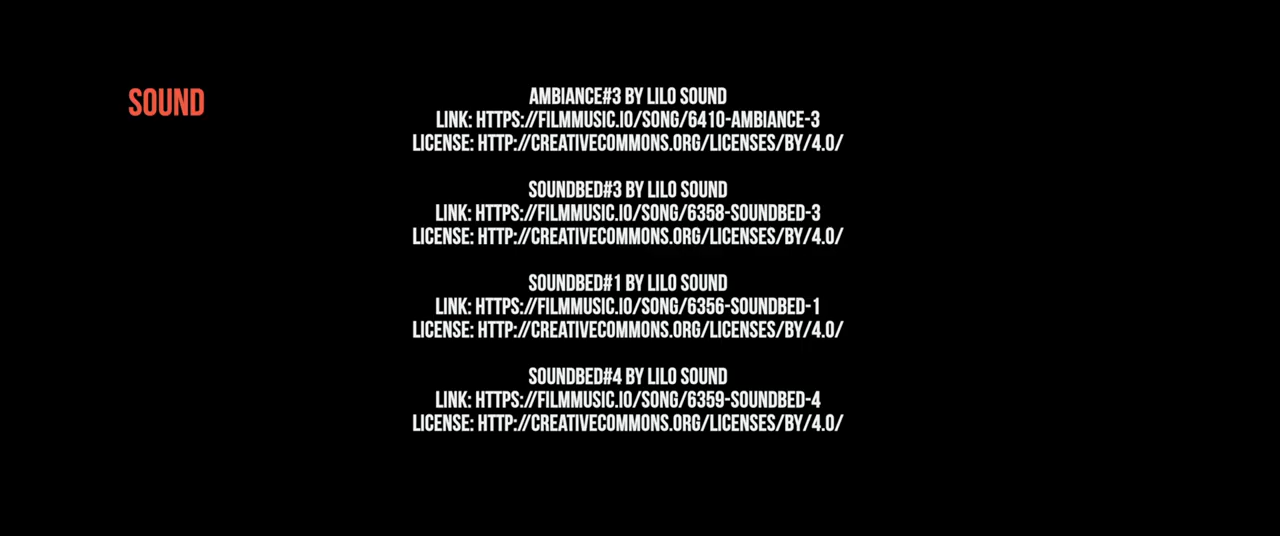 SOUND
AMBIANCE#3 BY LILO SOUND
LINK: HTTPS://FILMMUSIC.IO/SONG/6410-AMBIANCE-3
LICENSE: HTTP://CREATIVECOMMONS.ORG/LICENSES/BY/4.0/
SOUNDBED#3 BY LILO SOUND
LINK: HTTPS://FILMMUSIC.IO/SONG/6358-SOUNDBED-3
LICENSE: HTTP://CREATIVECOMMONS.ORG/LICENSES/BY/4.0/
SOUNDBED#1 BY LILO SOUND
LINK: HTTPS://FILMMUSIC.IO/SONG/6356-SOUNDBED-1
LICENSE: HTTP://CREATIVECOMMONS.ORG/LICENSES/BY/4.0/
SOUNDBED#4 BY LILO SOUND
LINK: HTTPS://FILMMUSIC.IO/SONG/6359-SOUNDBED-4
LICENSE: HTTP://CREATIVECOMMONS.ORG/LICENSES/BY/4.0/